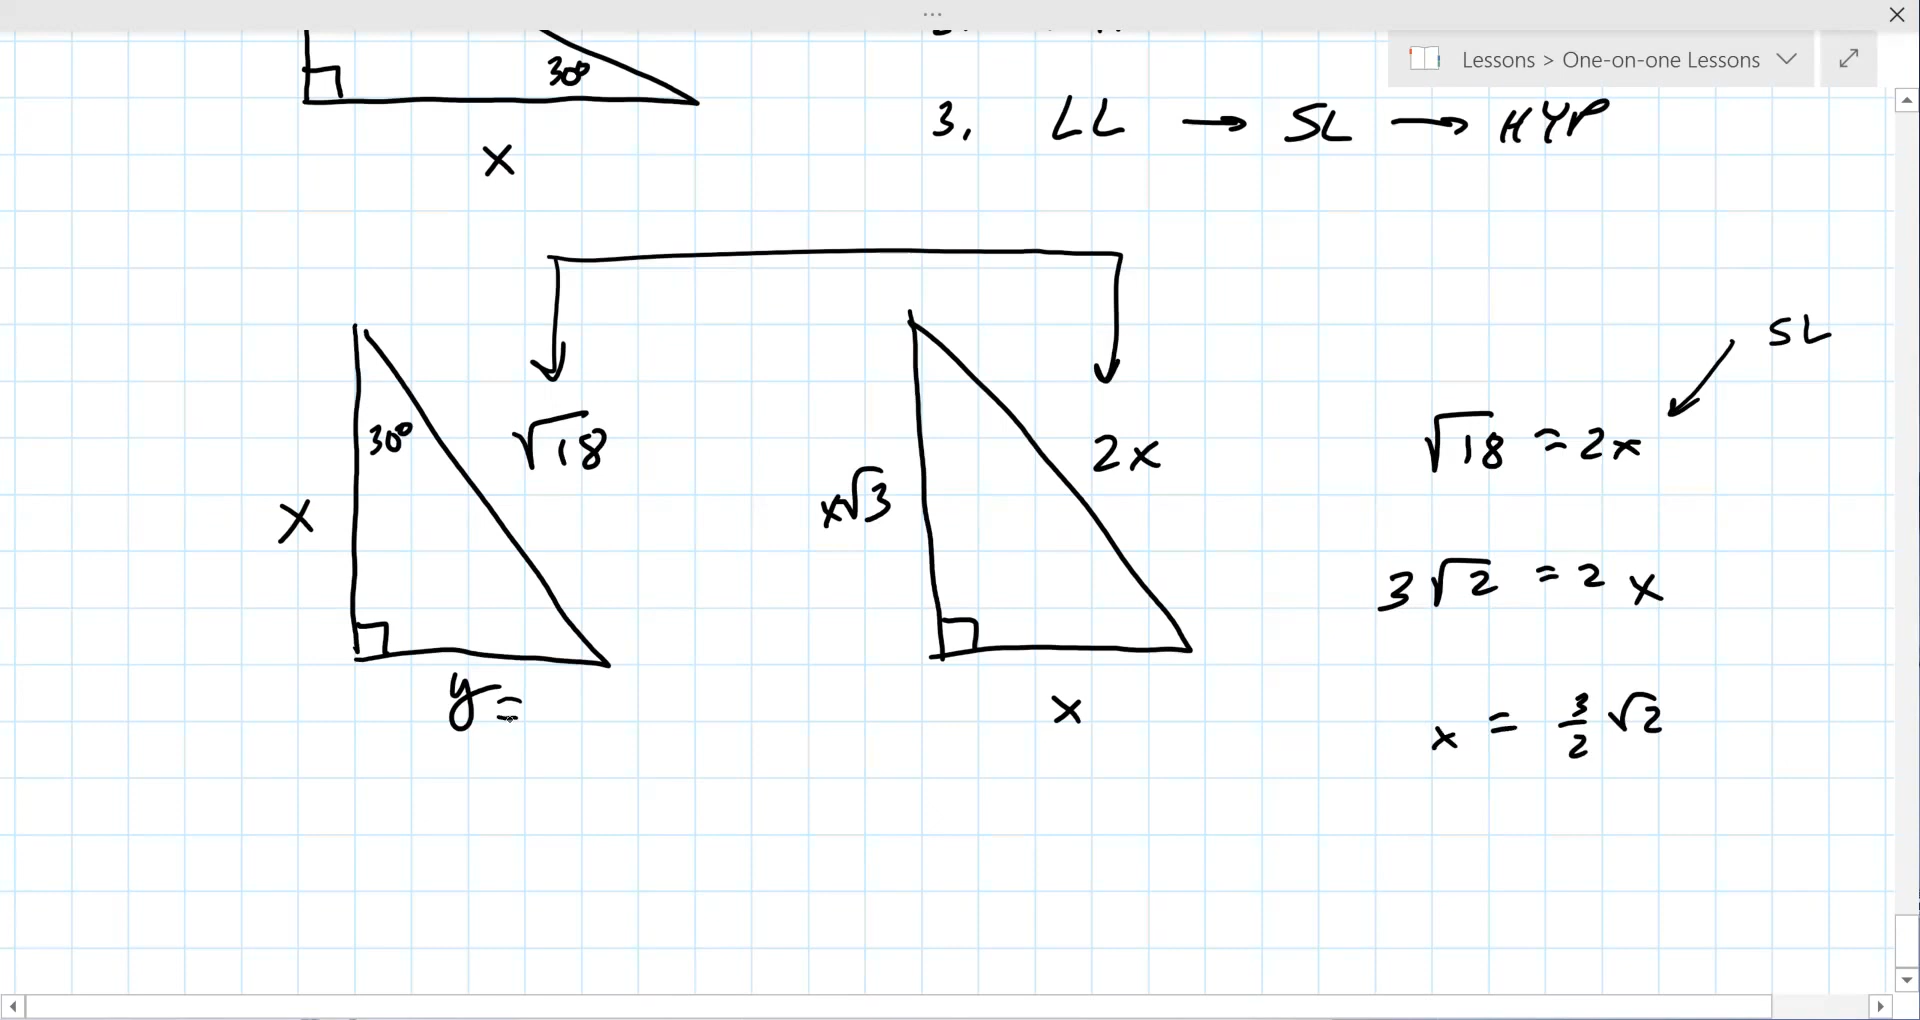 Lessons > One-on-one Lessons
30°
x
3. LL → SL → HYP
30°
√18
x
y =
x√3
2x
x
SL
√18 = 2x
3√2 = 2x
x = 3/2 √2